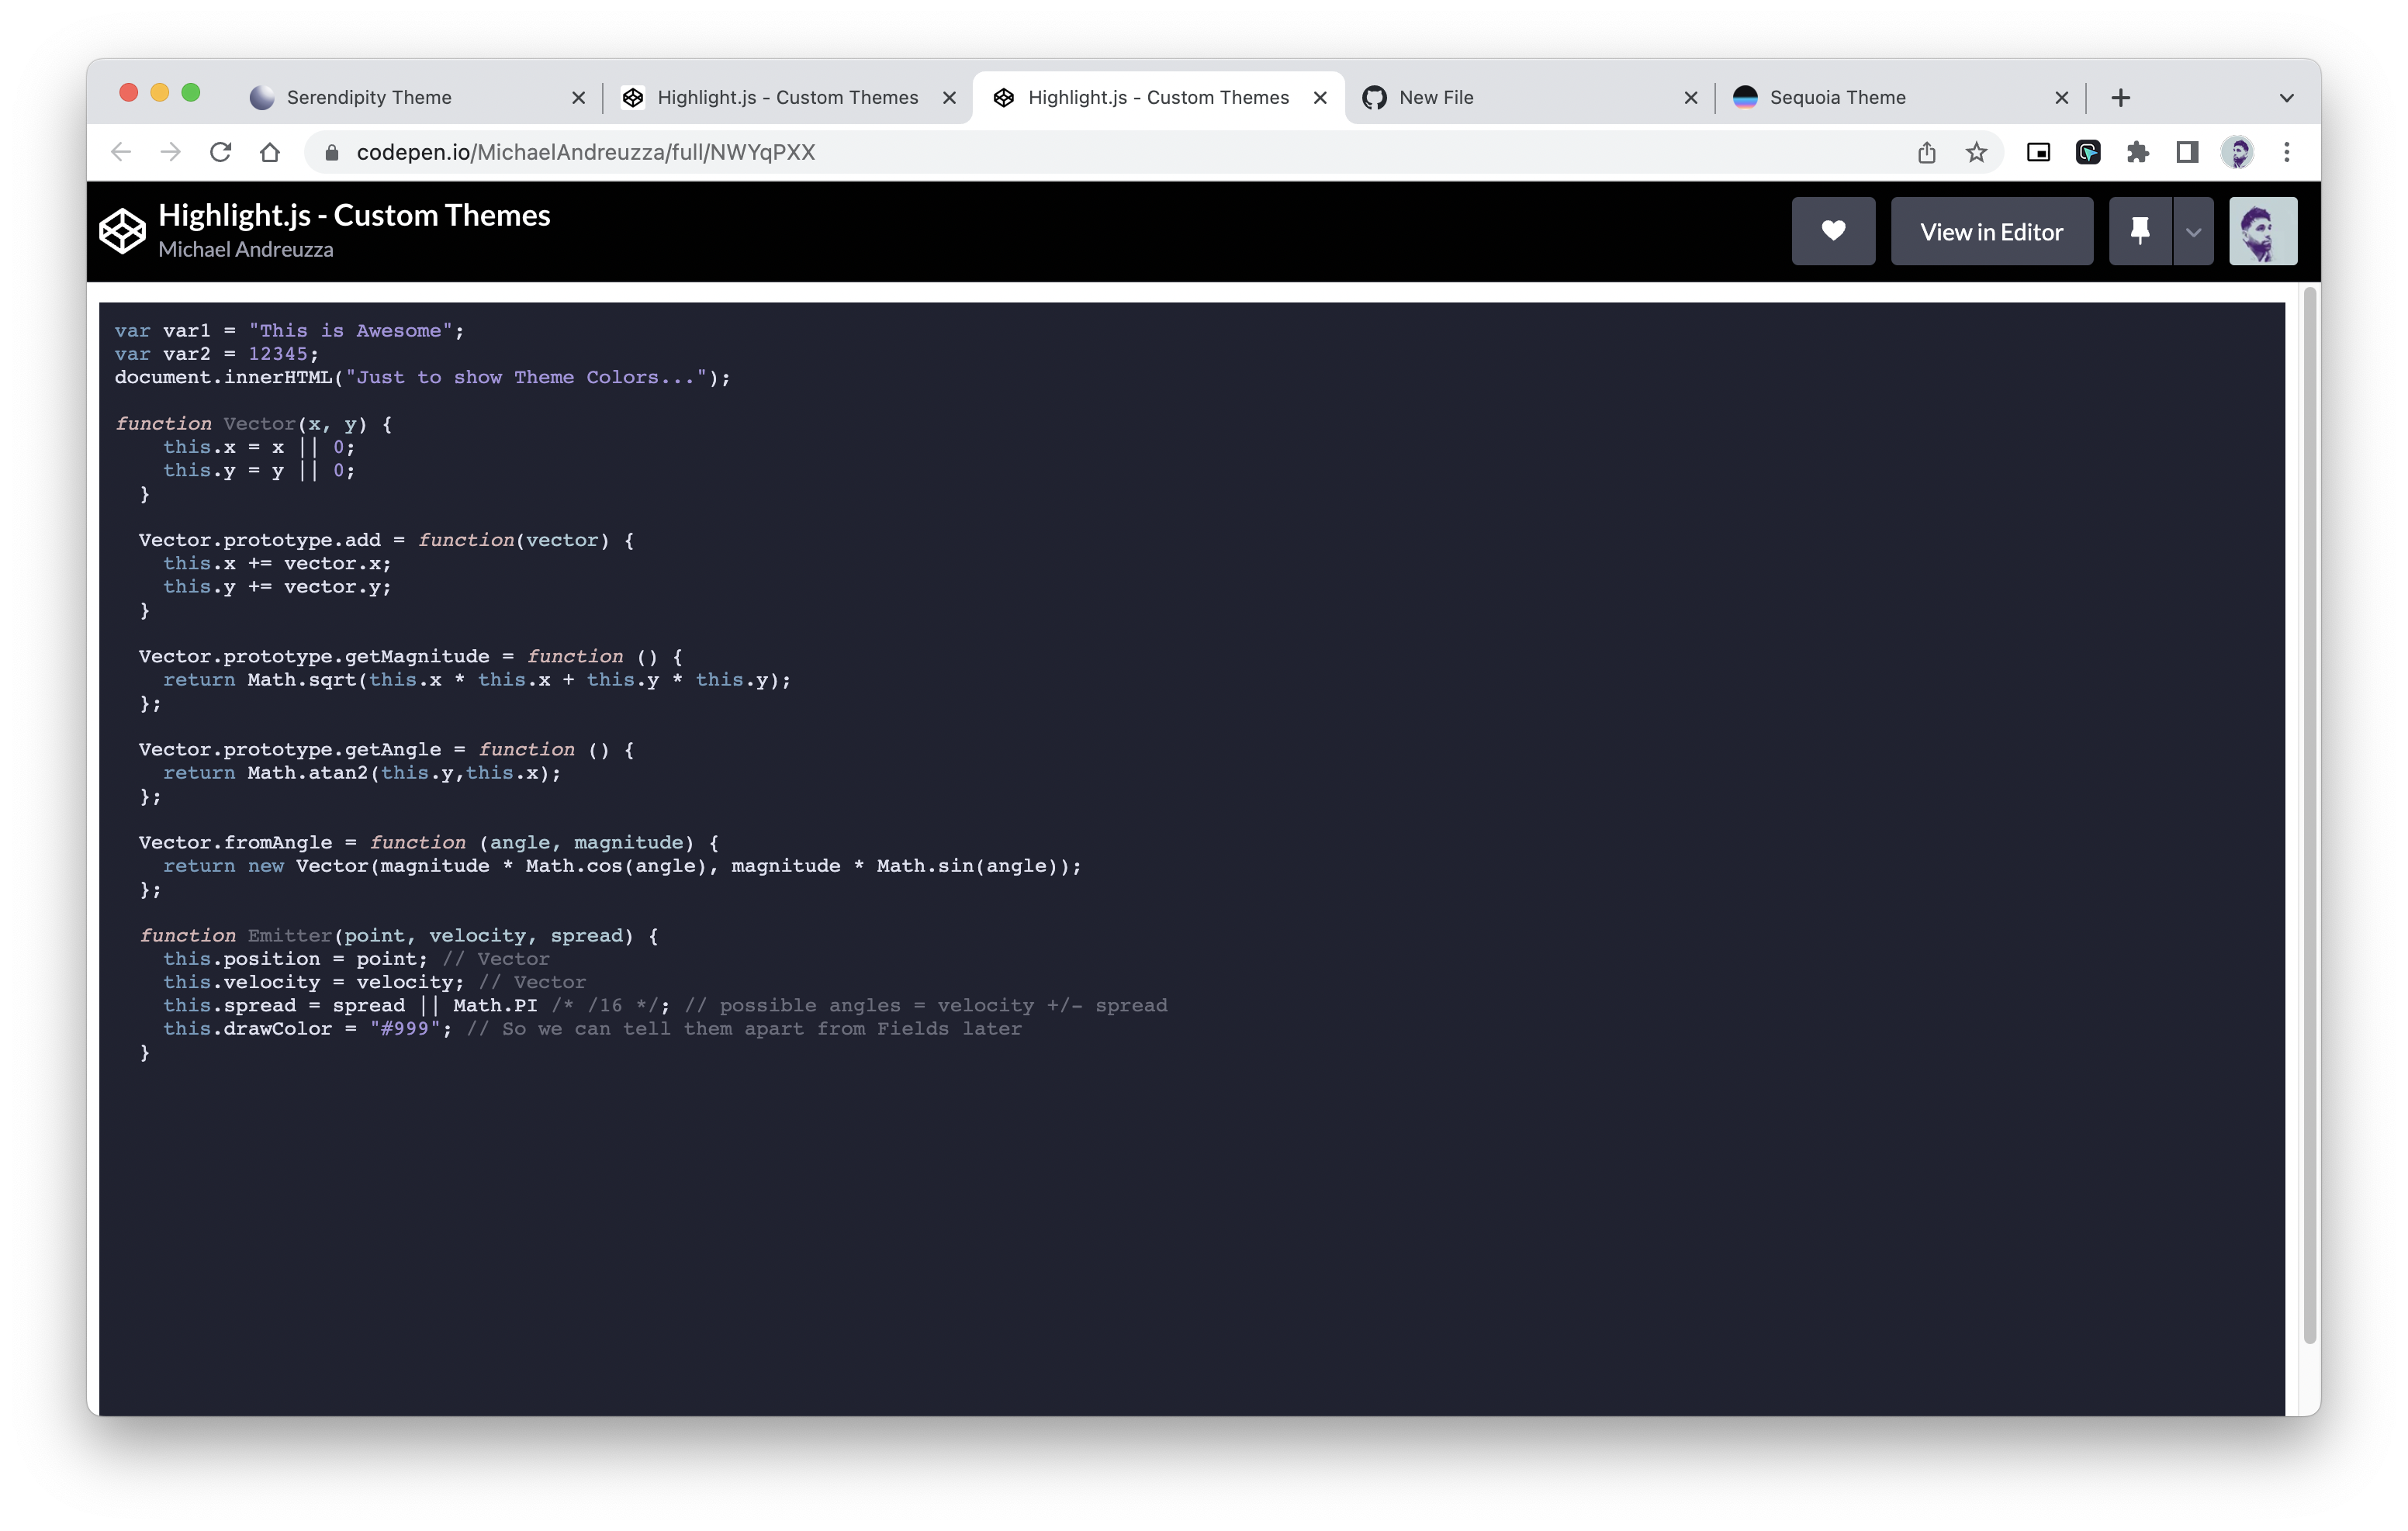 Serendipity Theme
Highlight.js - Custom Themes
Highlight.js - Custom Themes
New File
Sequoia Theme
codepen.io/MichaelAndreuzza/full/NWYqPXX
Highlight.js - Custom Themes
Michael Andreuzza
View in Editor
var var1 = "This is Awesome";
var var2 = 12345;
document.innerHTML("Just to show Theme Colors...");
function Vector(x, y) {
    this.x = x || 0;
    this.y = y || 0;
  }
  Vector.prototype.add = function(vector) {
    this.x += vector.x;
    this.y += vector.y;
  }
  Vector.prototype.getMagnitude = function () {
    return Math.sqrt(this.x * this.x + this.y * this.y);
  };
  Vector.prototype.getAngle = function () {
    return Math.atan2(this.y,this.x);
  };
  Vector.fromAngle = function (angle, magnitude) {
    return new Vector(magnitude * Math.cos(angle), magnitude * Math.sin(angle));
  };
  function Emitter(point, velocity, spread) {
    this.position = point; // Vector
    this.velocity = velocity; // Vector
    this.spread = spread || Math.PI /* /16 */; // possible angles = velocity +/- spread
    this.drawColor = "#999"; // So we can tell them apart from Fields later
  }